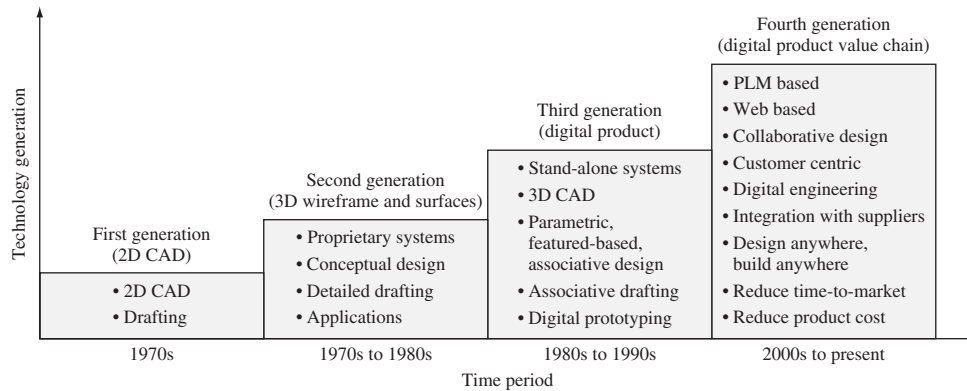 Technology generation
First generation
(2D CAD)
• 2D CAD
• Drafting
1970s
Second generation
(3D wireframe and surfaces)
• Proprietary systems
• Conceptual design
• Detailed drafting
• Applications
1970s to 1980s
Third generation
(digital product)
• Stand-alone systems
• 3D CAD
• Parametric,
featured-based,
associative design
• Associative drafting
• Digital prototyping
1980s to 1990s
Fourth generation
(digital product value chain)
• PLM based
• Web based
• Collaborative design
• Customer centric
• Digital engineering
• Integration with suppliers
• Design anywhere,
build anywhere
• Reduce time-to-market
• Reduce product cost
2000s to present
Time period